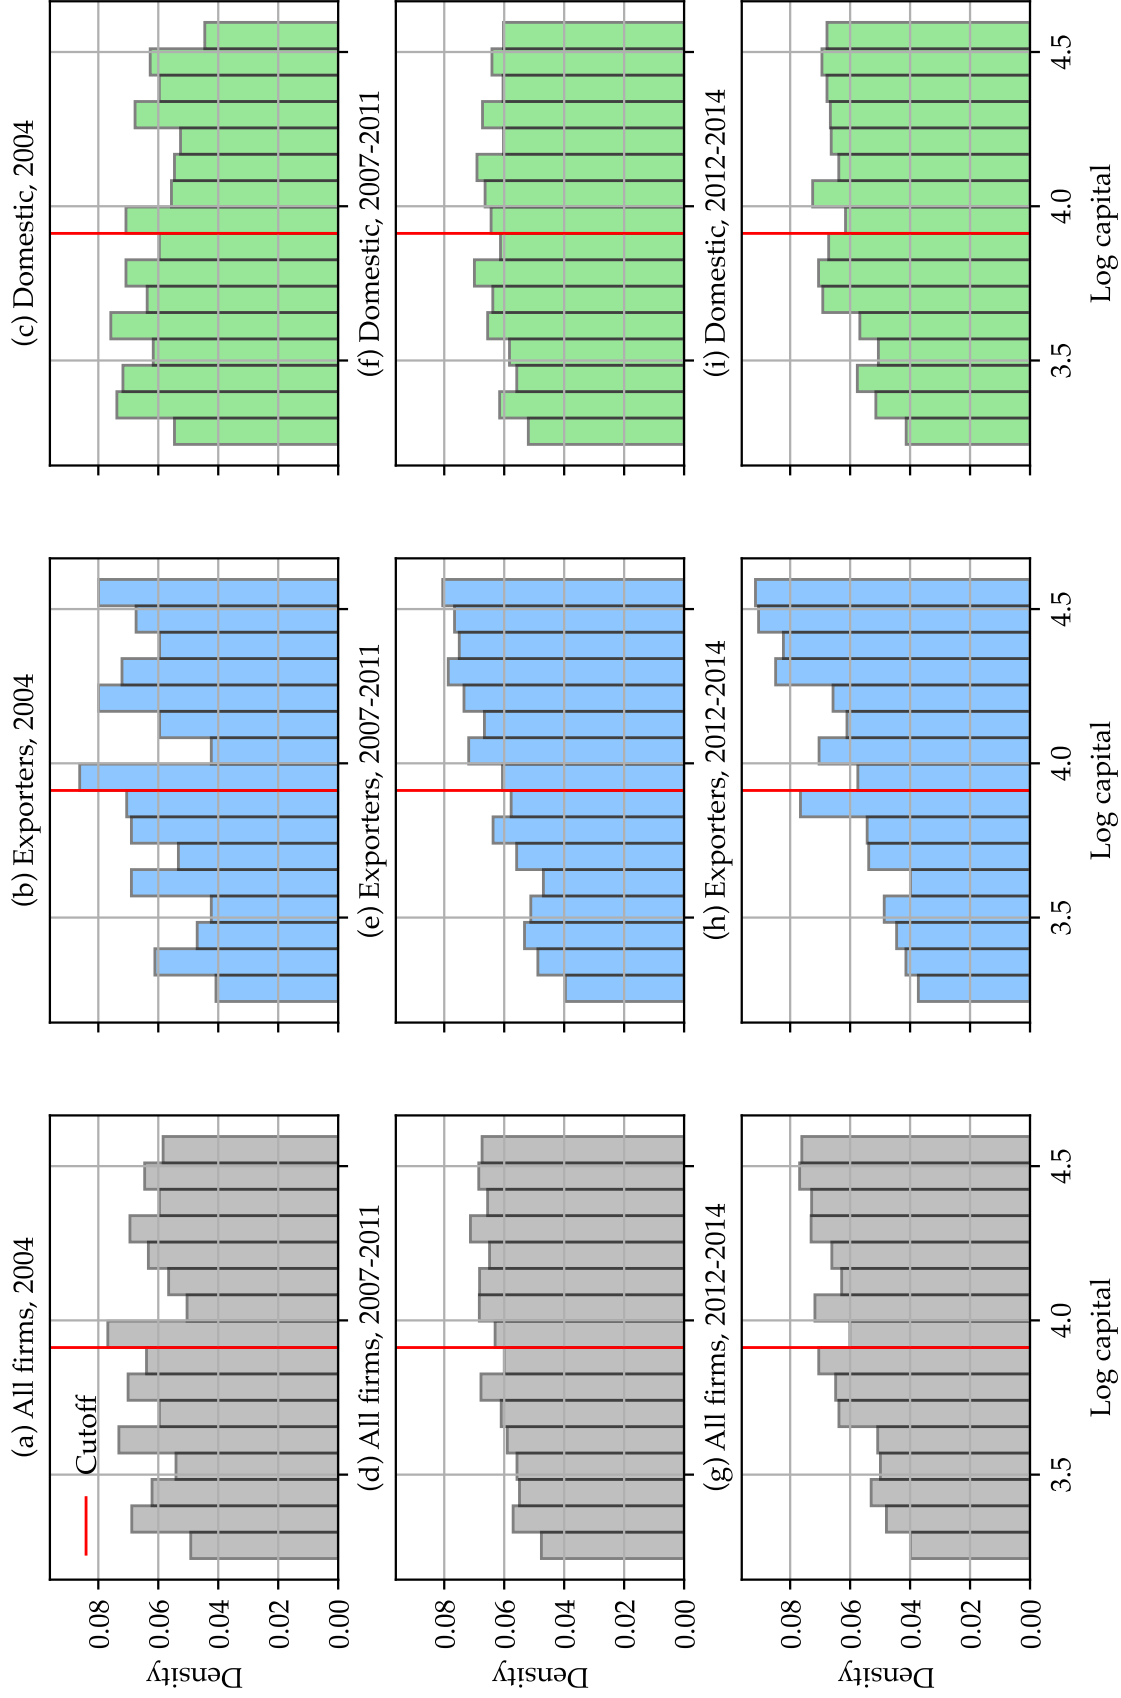 (a) All firms, 2004
(b) Exporters, 2004
(c) Domestic, 2004
Cutoff
Density
0.08
0.06
0.04
0.02
0.00
(d) All firms, 2007-2011
(e) Exporters, 2007-2011
(f) Domestic, 2007-2011
Density
0.08
0.06
0.04
0.02
0.00
(g) All firms, 2012-2014
(h) Exporters, 2012-2014
(i) Domestic, 2012-2014
Density
0.08
0.06
0.04
0.02
0.00
3.5 4.0 4.5
3.5 4.0 4.5
3.5 4.0 4.5
Log capital
Log capital
Log capital